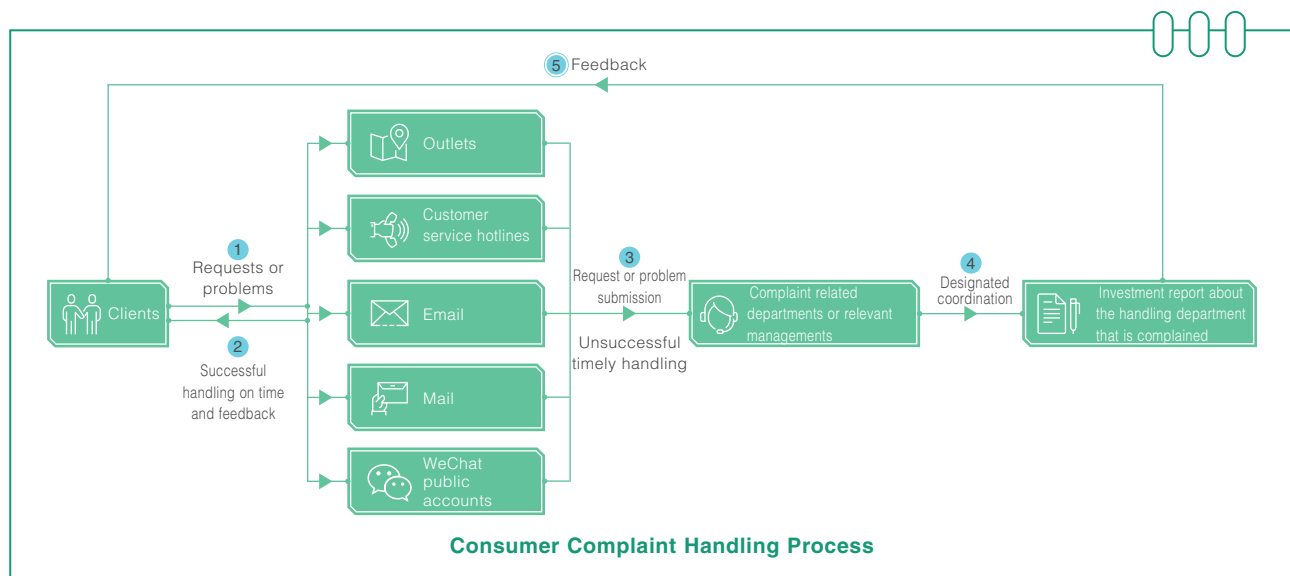 5 Feedback
Outlets
Customer
service hotlines
1
Requests or
problems
3
Request or problem
submission
4
Designated
coordination
Clients
Email
Complaint related
departments or relevant
managements
Investment report about
the handling department
that is complained
2
Successful
handling on time
and feedback
Unsuccessful
timely handling
Mail
WeChat
public
accounts
Consumer Complaint Handling Process